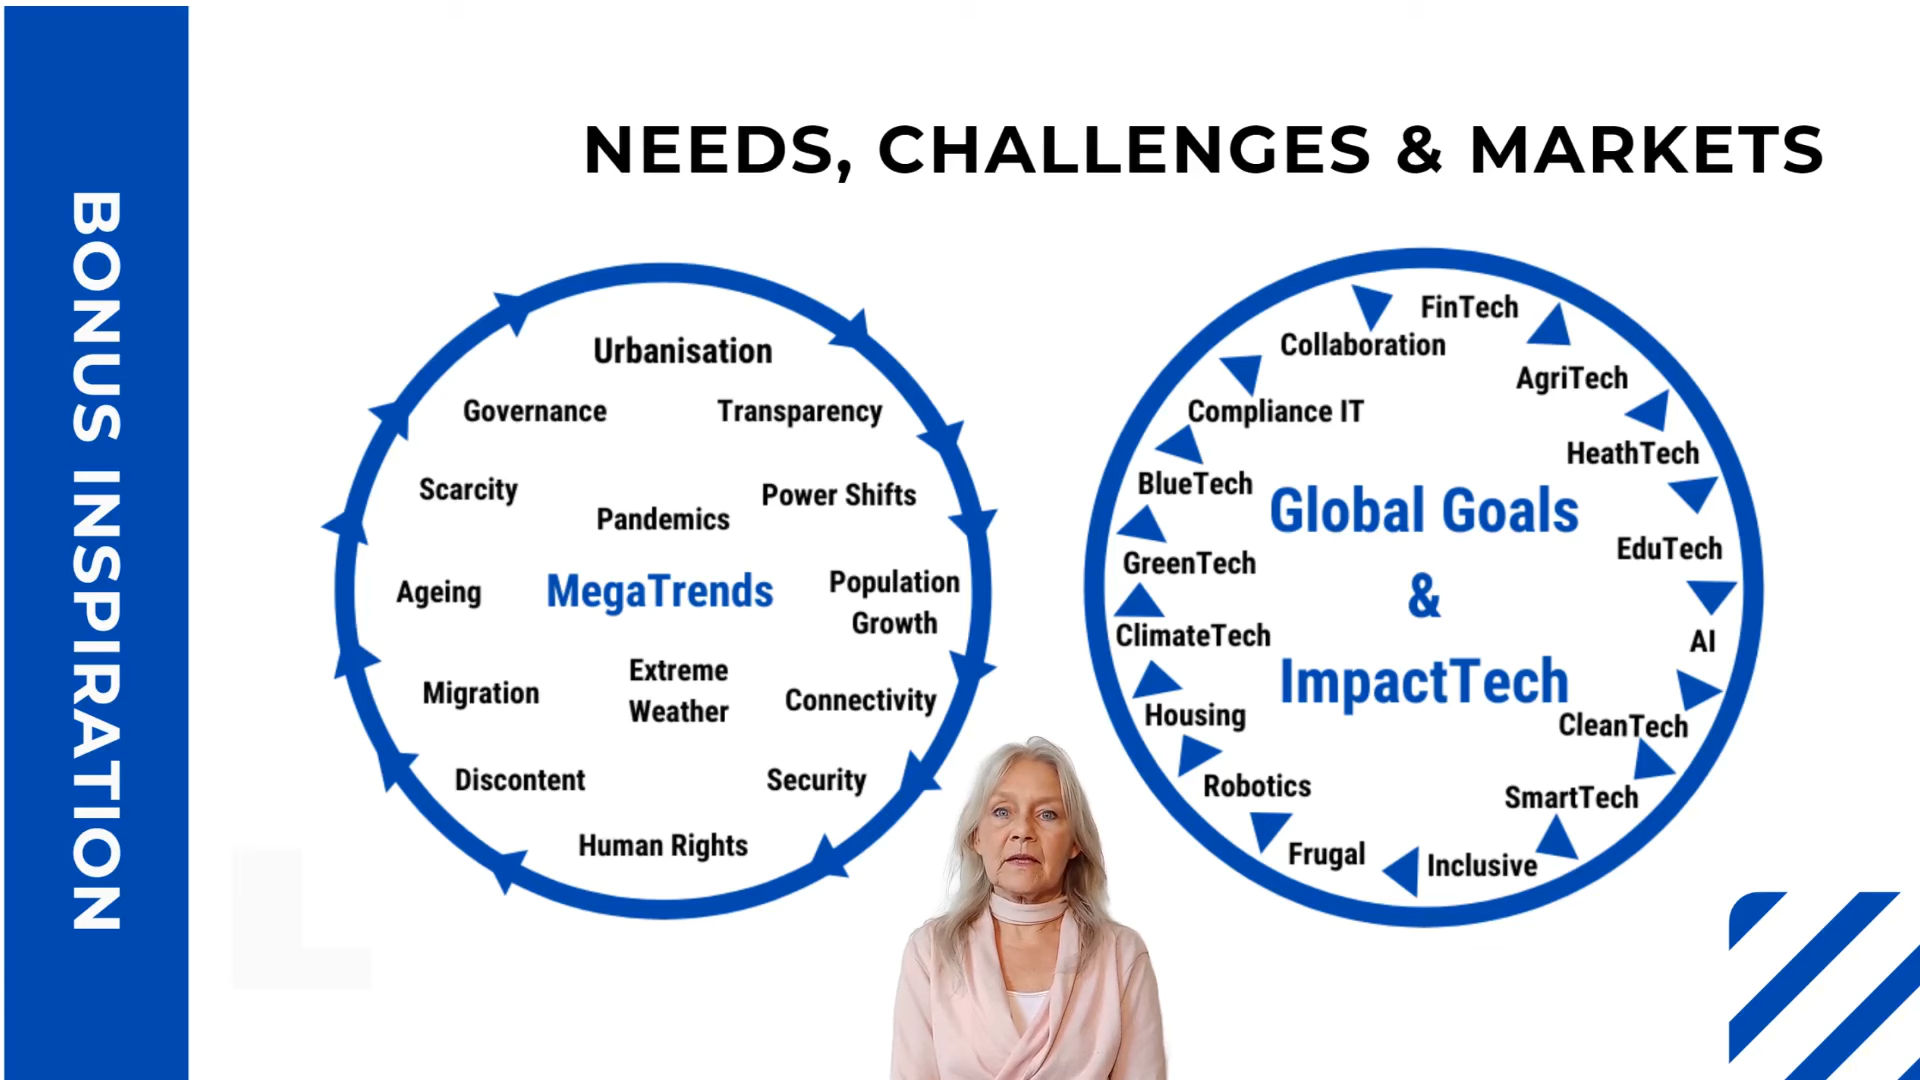 BONUS INSPIRATION
NEEDS, CHALLENGES & MARKETS
Urbanisation
Governance
Transparency
Scarcity
Power Shifts
Pandemics
Ageing
MegaTrends
Population
Growth
Extreme
Weather
Migration
Connectivity
Discontent
Security
Human Rights
FinTech
Collaboration
AgriTech
Compliance IT
HeathTech
BlueTech
Global Goals
&
ImpactTech
EduTech
GreenTech
ClimateTech
AI
Housing
CleanTech
Robotics
SmartTech
Frugal
Inclusive